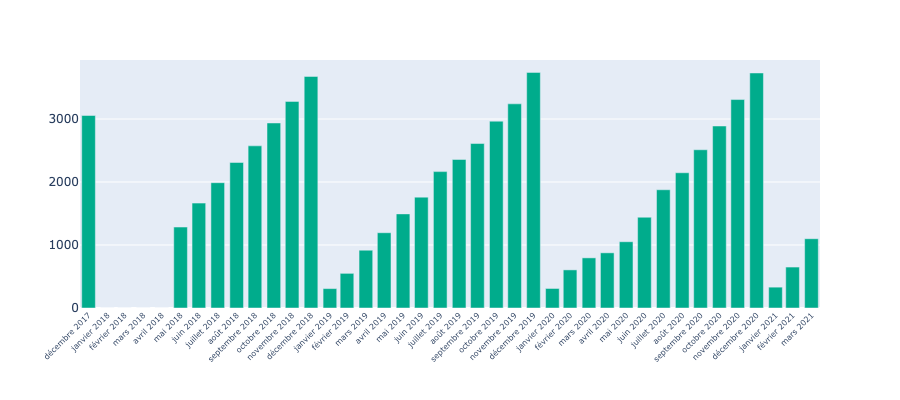 3000
2000
1000
0
décembre 2017
janvier 2018
février 2018
mars 2018
avril 2018
mai 2018
juin 2018
juillet 2018
août 2018
septembre 2018
octobre 2018
novembre 2018
décembre 2018
janvier 2019
février 2019
mars 2019
avril 2019
mai 2019
juin 2019
juillet 2019
août 2019
septembre 2019
octobre 2019
novembre 2019
décembre 2019
janvier 2020
février 2020
mars 2020
avril 2020
mai 2020
juin 2020
juillet 2020
août 2020
septembre 2020
octobre 2020
novembre 2020
décembre 2020
janvier 2021
février 2021
mars 2021